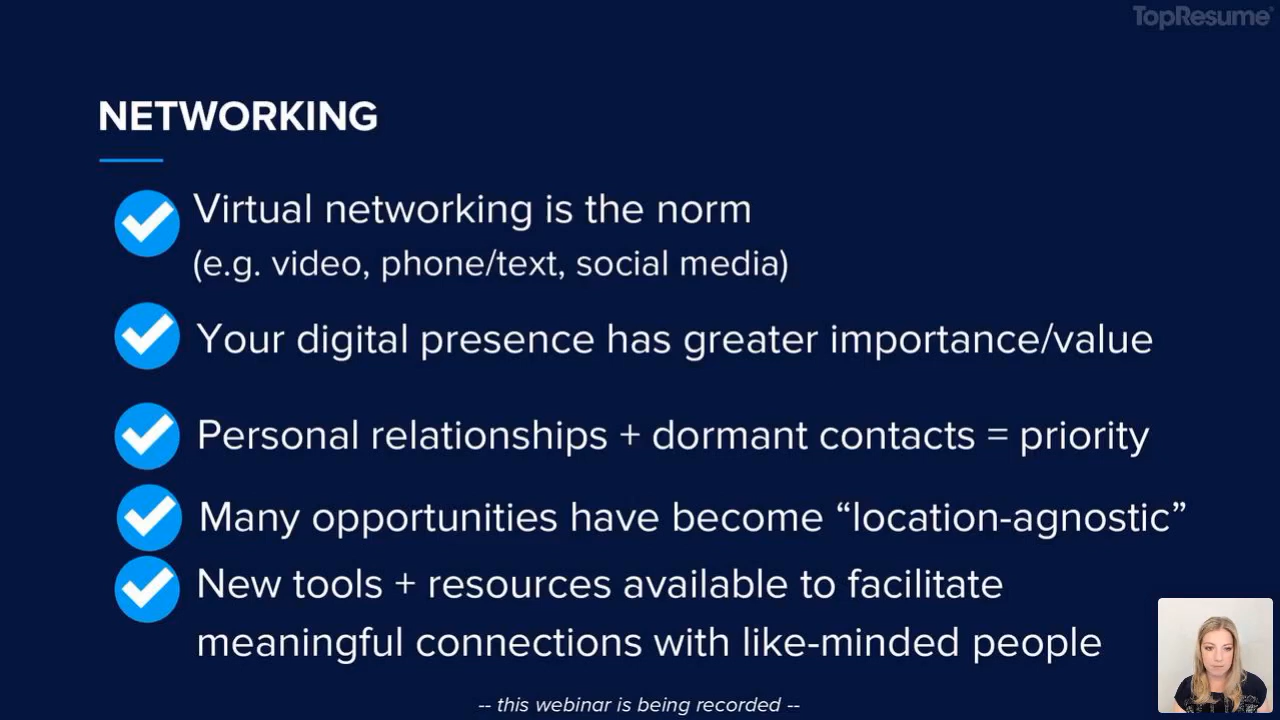 TopResume
NETWORKING
Virtual networking is the norm
(e.g. video, phone/text, social media)
Your digital presence has greater importance/value
Personal relationships + dormant contacts = priority
Many opportunities have become “location-agnostic”
New tools + resources available to facilitate
meaningful connections with like-minded people
-- this webinar is being recorded --